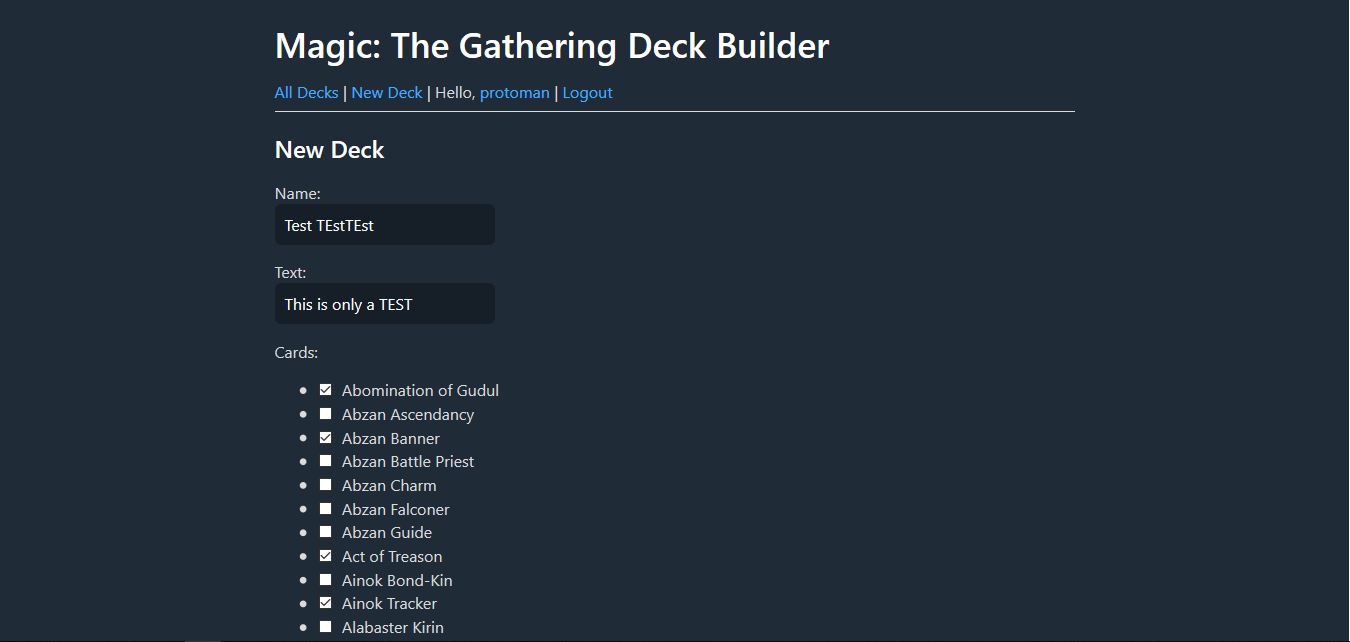 Magic: The Gathering Deck Builder
All Decks | New Deck | Hello, protoman | Logout
New Deck
Name:
Test TEstTEst
Text:
This is only a TEST
Cards:
Abomination of Gudul
Abzan Ascendancy
Abzan Banner
Abzan Battle Priest
Abzan Charm
Abzan Falconer
Abzan Guide
Act of Treason
Ainok Bond-Kin
Ainok Tracker
Alabaster Kirin